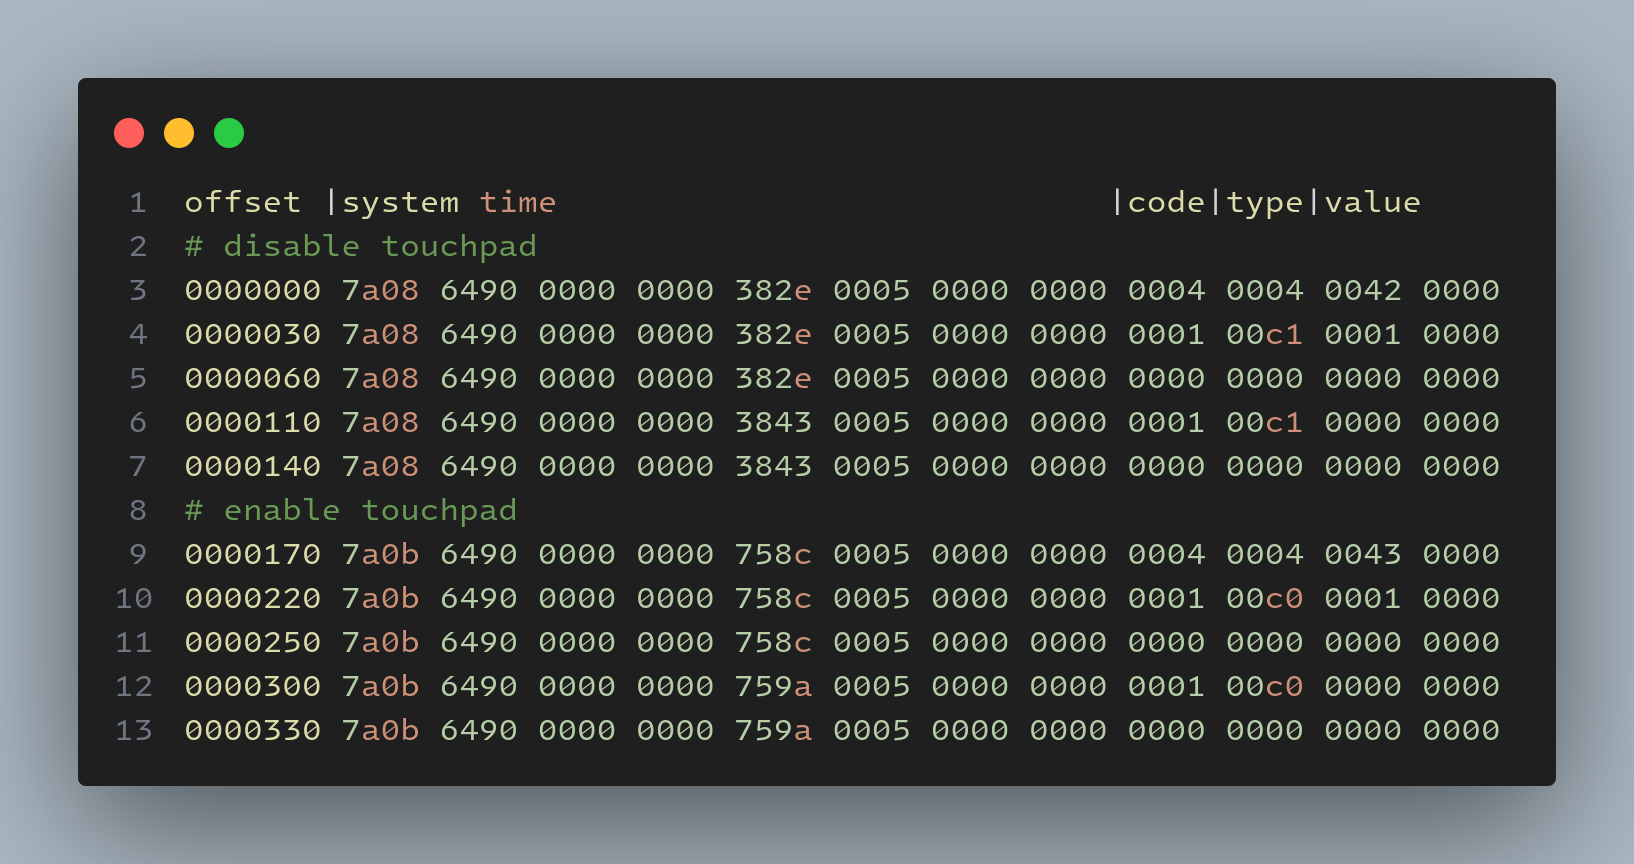 1 offset |system time |code|type|value
2 # disable touchpad
3 0000000 7a08 6490 0000 0000 382e 0005 0000 0000 0004 0004 0042 0000
4 0000030 7a08 6490 0000 0000 382e 0005 0000 0000 0001 00c1 0001 0000
5 0000060 7a08 6490 0000 0000 382e 0005 0000 0000 0000 0000 0000 0000
6 0000110 7a08 6490 0000 0000 3843 0005 0000 0000 0001 00c1 0000 0000
7 0000140 7a08 6490 0000 0000 3843 0005 0000 0000 0000 0000 0000 0000
8 # enable touchpad
9 0000170 7a0b 6490 0000 0000 758c 0005 0000 0000 0004 0004 0043 0000
10 0000220 7a0b 6490 0000 0000 758c 0005 0000 0000 0001 00c0 0001 0000
11 0000250 7a0b 6490 0000 0000 758c 0005 0000 0000 0000 0000 0000 0000
12 0000300 7a0b 6490 0000 0000 759a 0005 0000 0000 0001 00c0 0000 0000
13 0000330 7a0b 6490 0000 0000 759a 0005 0000 0000 0000 0000 0000 0000